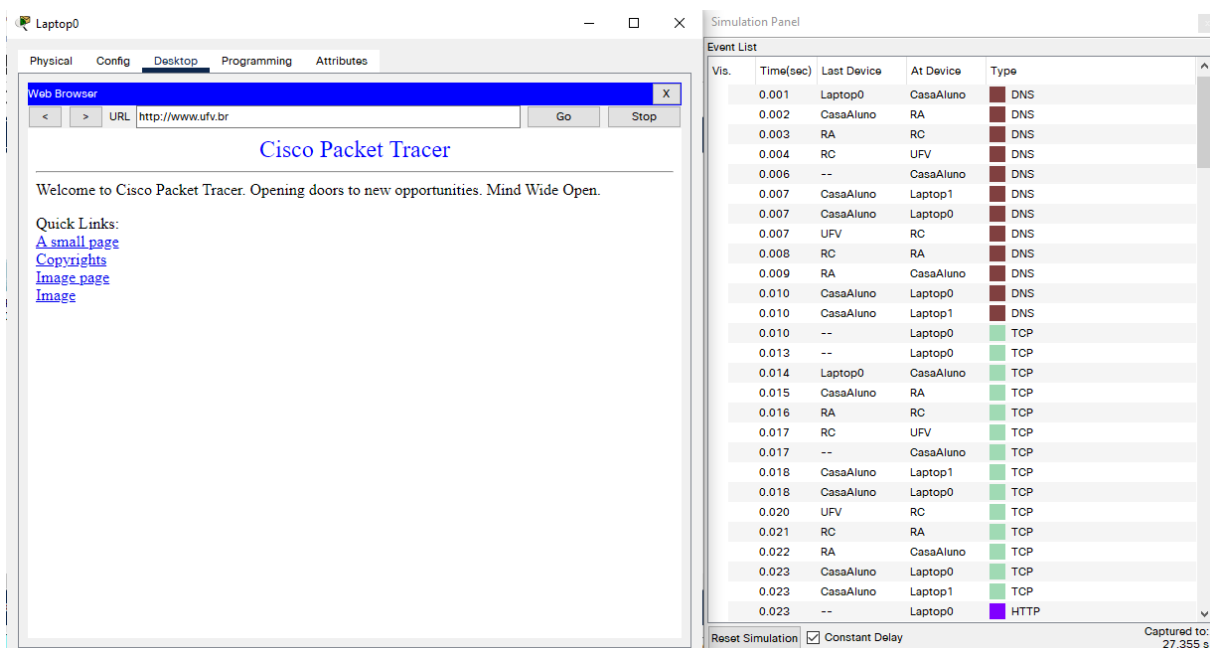 Laptop0
Physical Config Desktop Programming Attributes
Web Browser X
< > URL http://www.ufv.br Go Stop
Cisco Packet Tracer
Welcome to Cisco Packet Tracer. Opening doors to new opportunities. Mind Wide Open.
Quick Links:
A small page
Copyrights
Image page
Image
Simulation Panel
Event List
Vis. Time(sec) Last Device At Device Type
0.001 Laptop0 CasaAluno DNS
0.002 CasaAluno RA DNS
0.003 RA RC DNS
0.004 RC UFV DNS
0.006 -- CasaAluno DNS
0.007 CasaAluno Laptop1 DNS
0.007 CasaAluno Laptop0 DNS
0.007 UFV RC DNS
0.008 RC RA DNS
0.009 RA CasaAluno DNS
0.010 CasaAluno Laptop0 DNS
0.010 CasaAluno Laptop1 DNS
0.010 -- Laptop0 TCP
0.013 -- Laptop0 TCP
0.014 Laptop0 CasaAluno TCP
0.015 CasaAluno RA TCP
0.016 RA RC TCP
0.017 RC UFV TCP
0.017 -- CasaAluno TCP
0.018 CasaAluno Laptop1 TCP
0.018 CasaAluno Laptop0 TCP
0.020 UFV RC TCP
0.021 RC RA TCP
0.022 RA CasaAluno TCP
0.023 CasaAluno Laptop0 TCP
0.023 CasaAluno Laptop1 TCP
0.023 -- Laptop0 HTTP
Reset Simulation Constant Delay Captured to:
27.355 s